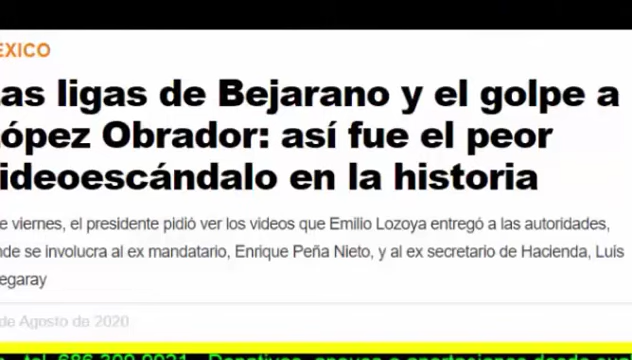 EXICO
as ligas de Bejarano y el golpe a
ópez Obrador: así fue el peor
ideoescándalo en la historia
e viernes, el presidente pidió ver los videos que Emilio Lozoya entregó a las autoridades,
nde se involucra al ex mandatario, Enrique Peña Nieto, y al ex secretario de Hacienda, Luis
egaray
de Agosto de 2020